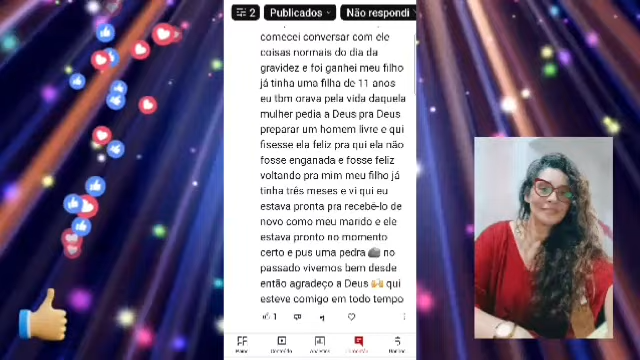 2 Publicados Não respondi
comecei conversar com ele
coisas normais do dia da
gravidez e foi ganhei meu filho
já tinha uma filha de 11 anos
eu tbm orava pela vida daquela
mulher pedia a Deus pra Deus
preparar um homem livre e qui
fisesse ela feliz pra qui ela não
fosse enganada e fosse feliz
voltando pra mim meu filho já
tinha três meses e vi qui eu
estava pronta pra recebê-lo de
novo como meu marido e ele
estava pronto no momento
certo e pus uma pedra 🪨 no
passado vivemos bem desde
então agradeço a Deus 🙌 qui
esteve comigo em todo tempo
1
Conteúdo